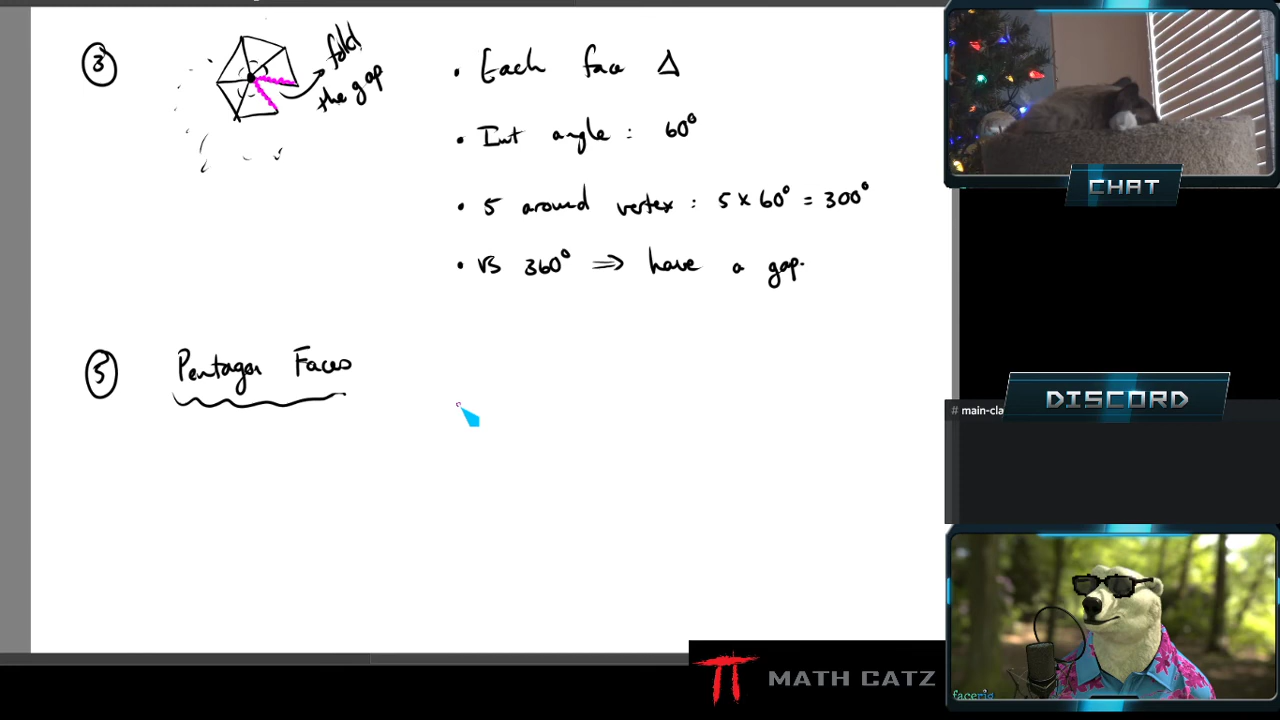 ③
fold
the gap
• Each face Δ
• Int angle : 60°
• 5 around vertex : 5 × 60° = 300°
• vs 360° ⇒ have a gap.
⑤ Pentagon Faces
CHAT
DISCORD
# main-cla
MATH CATZ
facerig